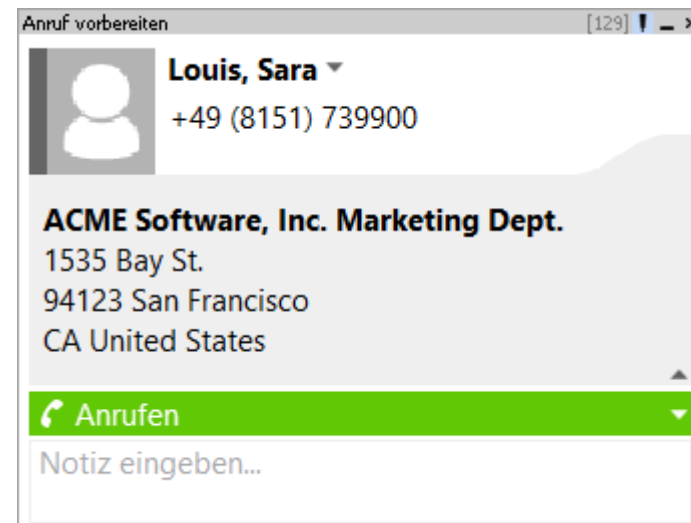 Anruf vorbereiten [129]
Louis, Sara
+49 (8151) 739900
ACME Software, Inc. Marketing Dept.
1535 Bay St.
94123 San Francisco
CA United States
Anrufen
Notiz eingeben...